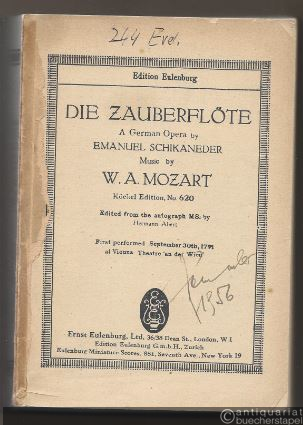 244 Evd.
Edition Eulenburg
DIE ZAUBERFLÖTE
A German Opera by
EMANUEL SCHIKANEDER
Music by
W. A. MOZART
Köchel Edition, No. 620
Edited from the autograph MS. by
Hermann Abert
First performed September 30th, 1791
at Vienna Theatre an der Wien
1956
Ernst Eulenburg, Ltd., 36/38 Dean St., London, W. 1
Edition Eulenburg G.m.b.H., Zurich
Eulenburg Miniature Scores, 881, Seventh Ave., New York 19
antiquariat
buecherstapel